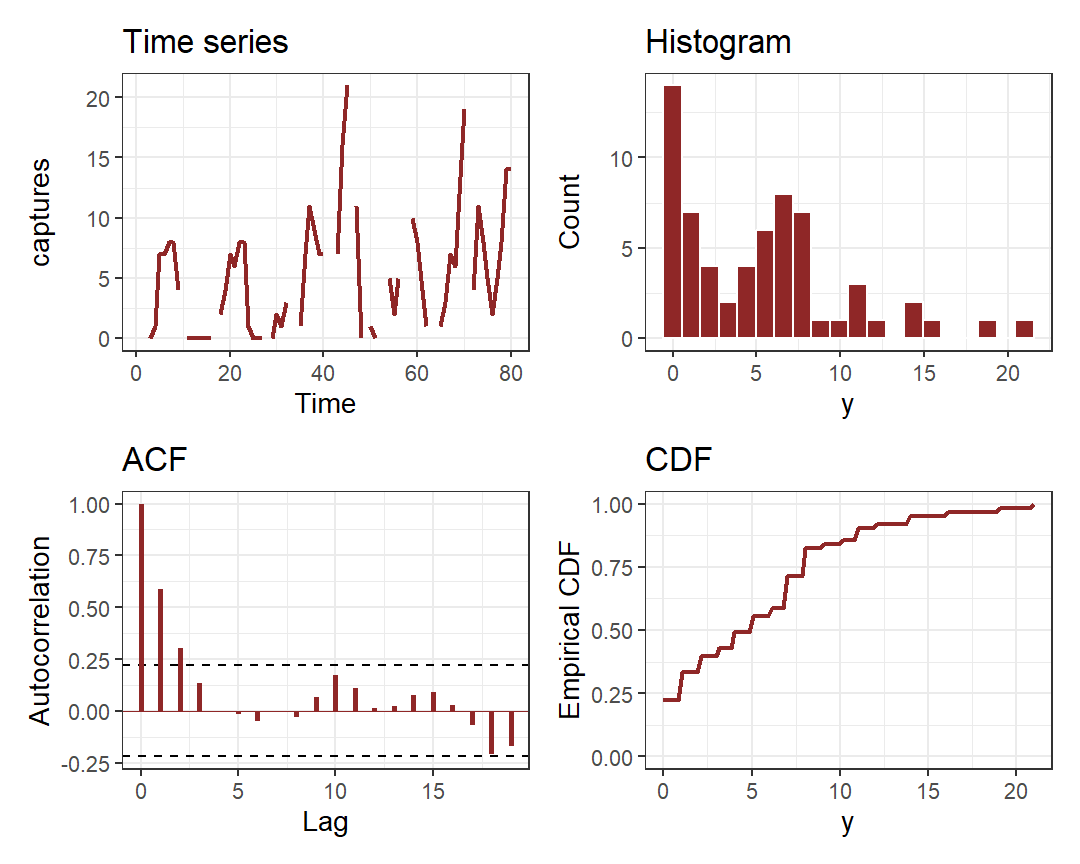 Time series
captures
20
15
10
5
0
0 20 40 60 80
Time
Histogram
Count
10
5
0
0 5 10 15 20
y
ACF
Autocorrelation
1.00
0.75
0.50
0.25
0.00
-0.25
0 5 10 15
Lag
CDF
Empirical CDF
1.00
0.75
0.50
0.25
0.00
0 5 10 15 20
y